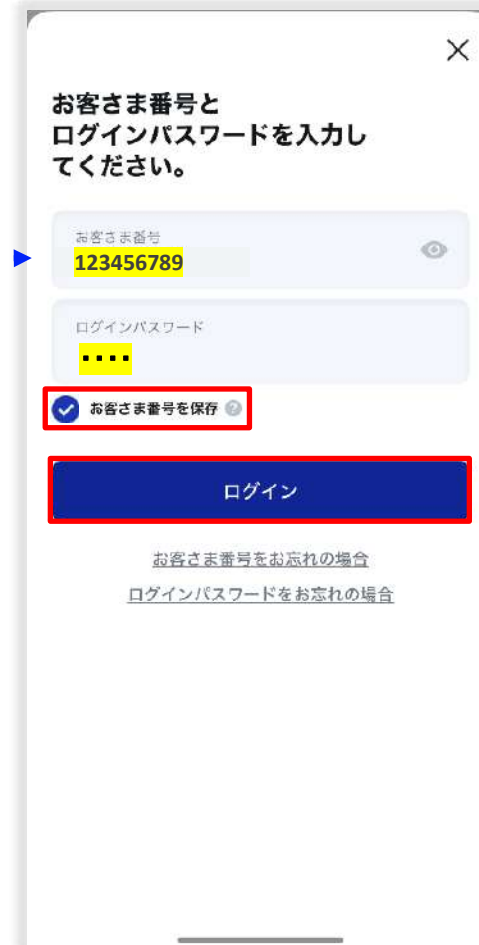 お客さま番号と
ログインパスワードを入力し
てください。
お客さま番号
123456789
ログインパスワード
••••
お客さま番号を保存
ログイン
お客さま番号をお忘れの場合
ログインパスワードをお忘れの場合